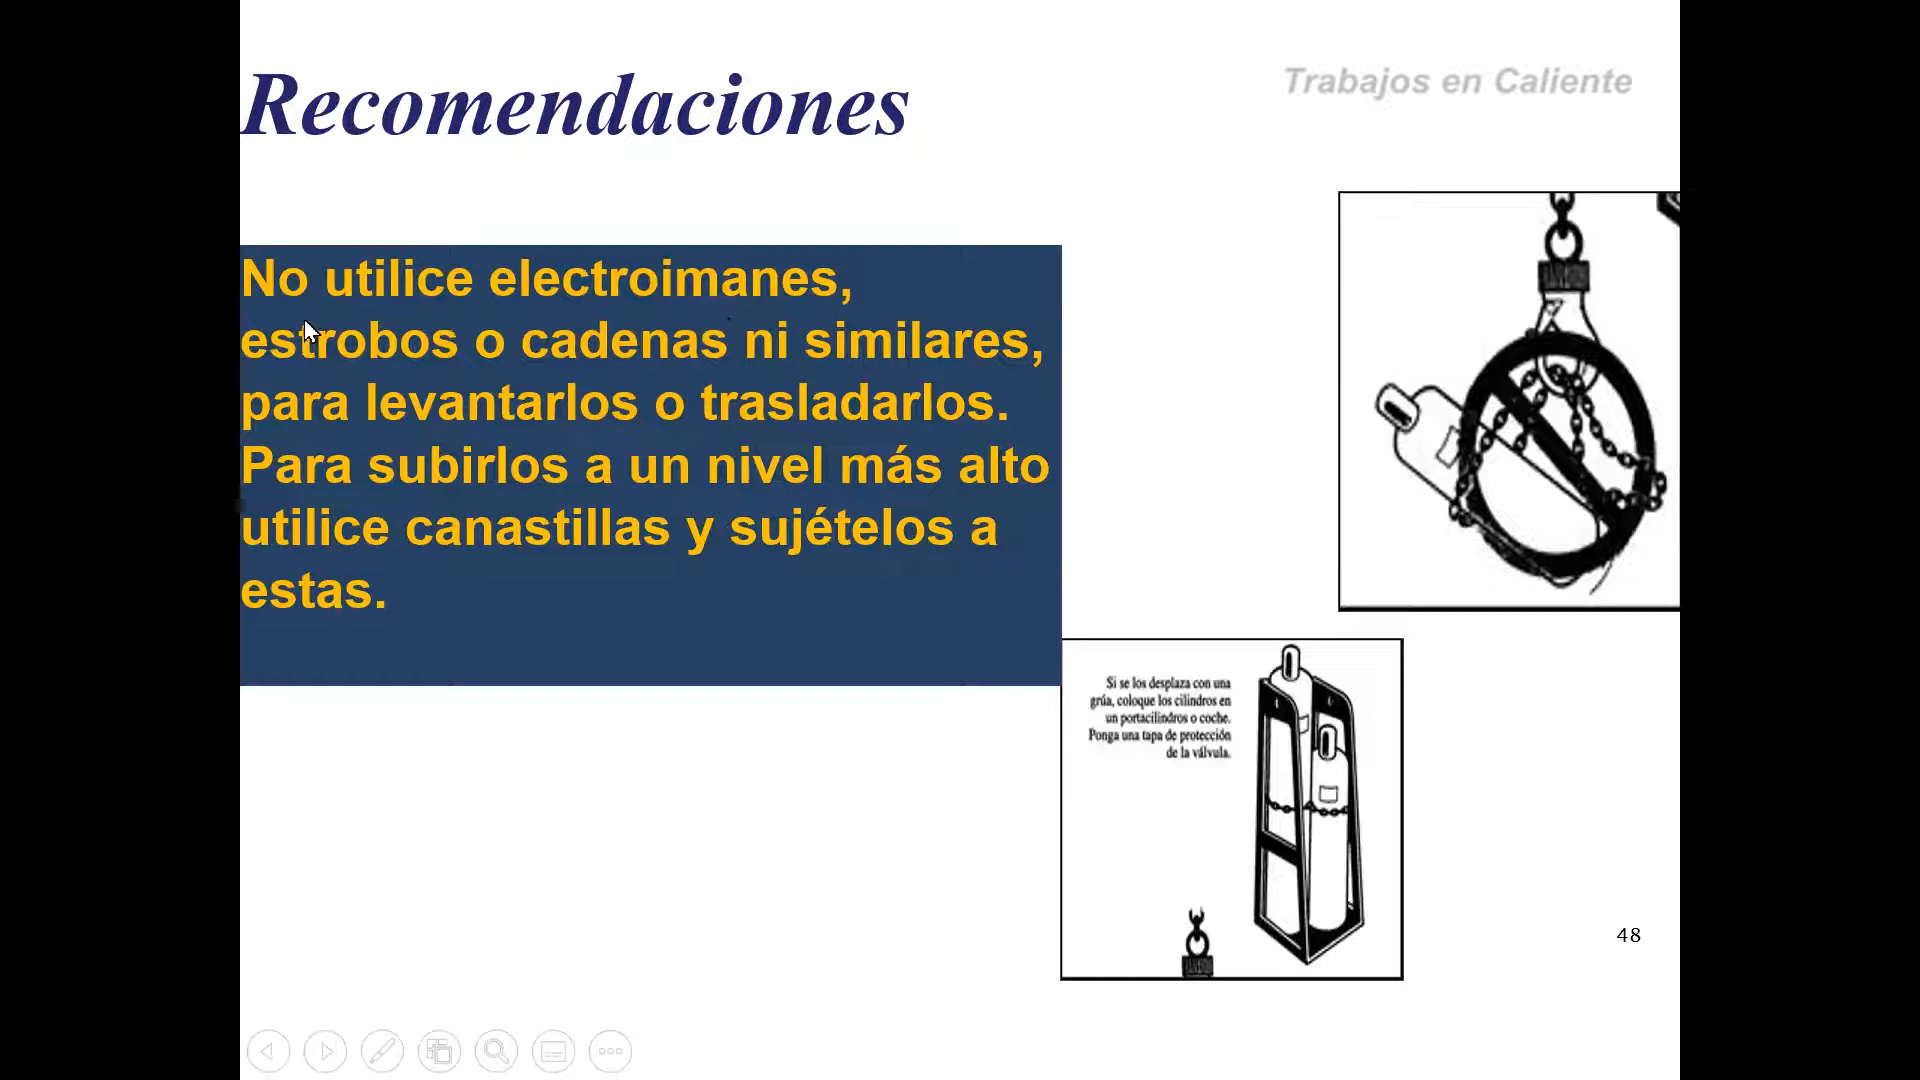 Recomendaciones
Trabajos en Caliente
No utilice electroimanes,
estrobos o cadenas ni similares,
para levantarlos o trasladarlos.
Para subirlos a un nivel más alto
utilice canastillas y sujételos a
estas.
Si se los desplaza con una
grúa, coloque los cilindros en
un portacilindros o coche.
Ponga una tapa de protección
de la válvula.
48